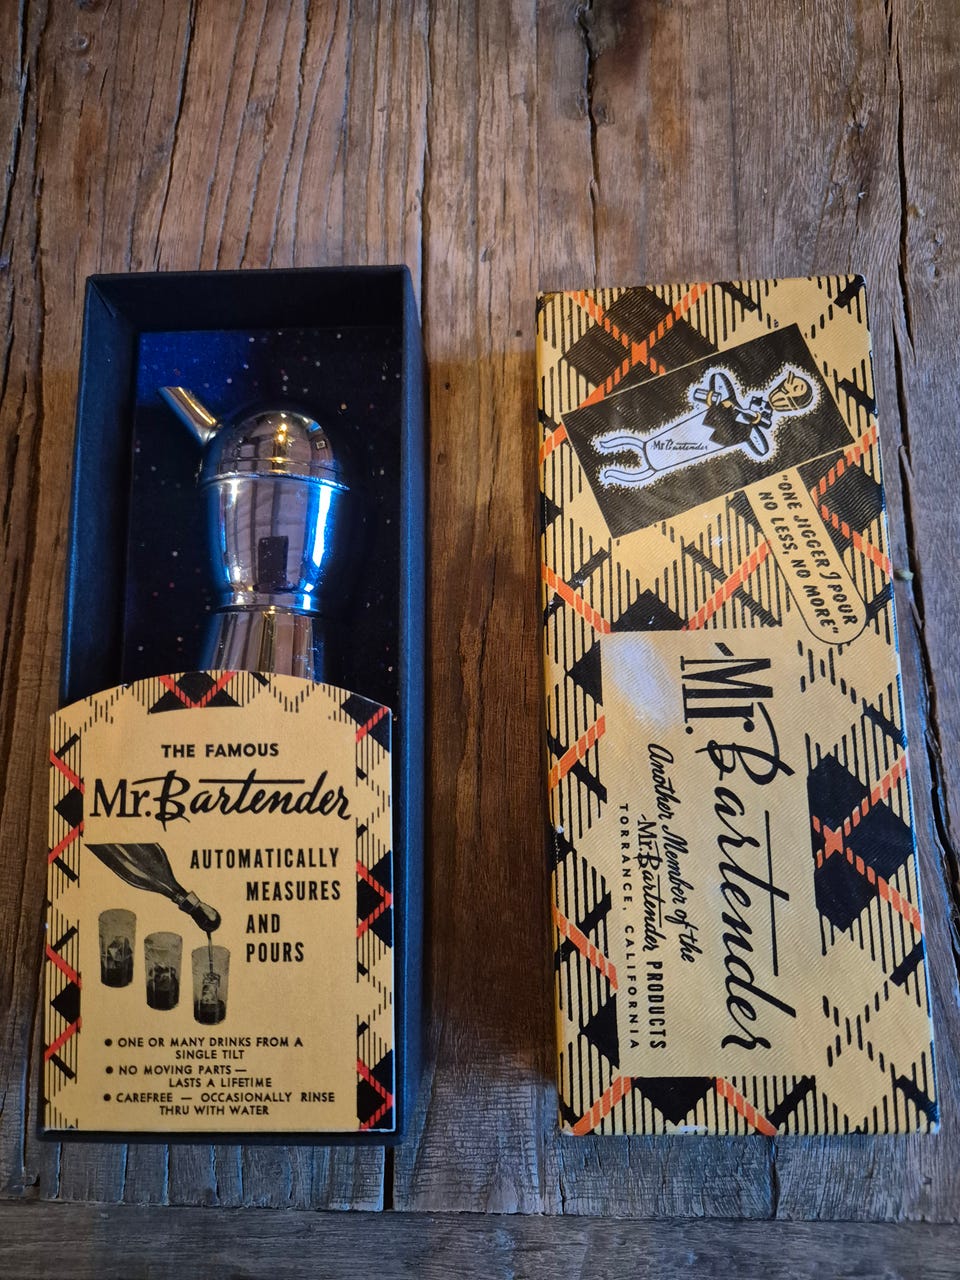 THE FAMOUS
Mr. Bartender
AUTOMATICALLY
MEASURES
AND
POURS
● ONE OR MANY DRINKS FROM A
SINGLE TILT
● NO MOVING PARTS —
LASTS A LIFETIME
● CAREFREE — OCCASIONALLY RINSE
THRU WITH WATER
Mr. Bartender
"ONE JIGGER I POUR
NO LESS, NO MORE"
Mr. Bartender
Another Member of the
Mr. Bartender PRODUCTS
TORRANCE, CALIFORNIA